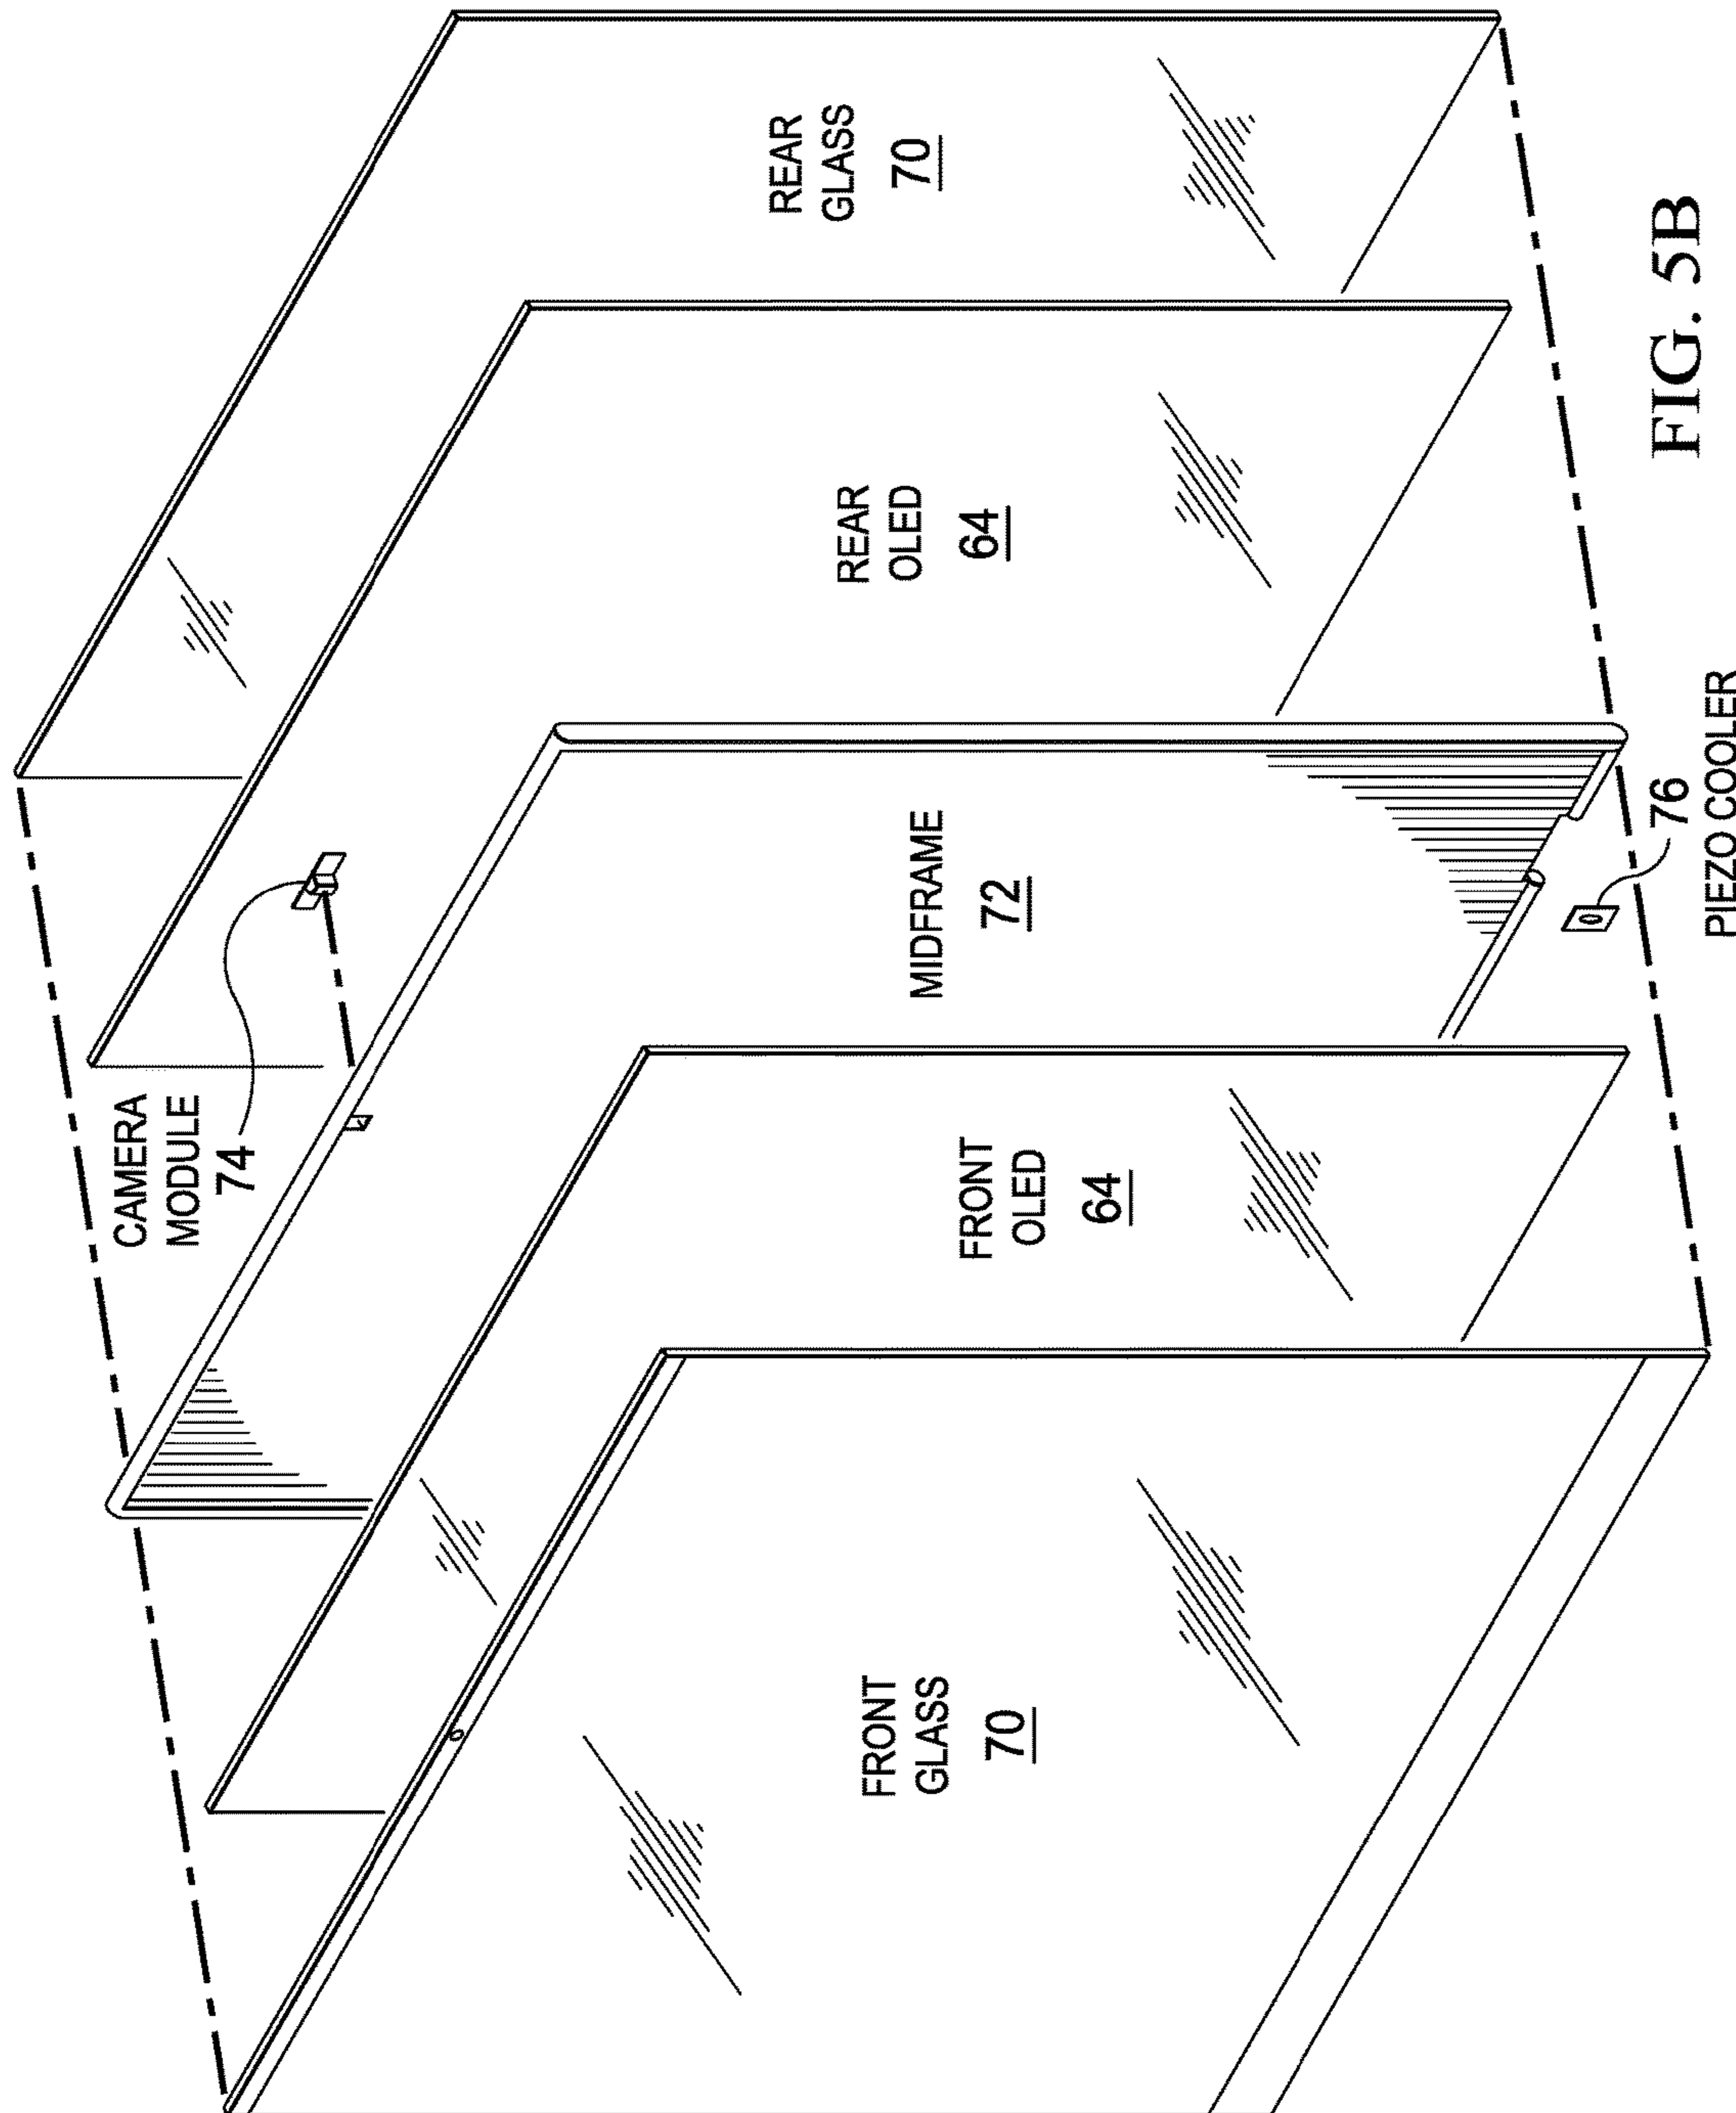 CAMERA
MODULE
74
FRONT
GLASS
70
FRONT
OLED
64
MIDFRAME
72
REAR
OLED
64
REAR
GLASS
70
76
PIEZO COOLER
FIG. 5B